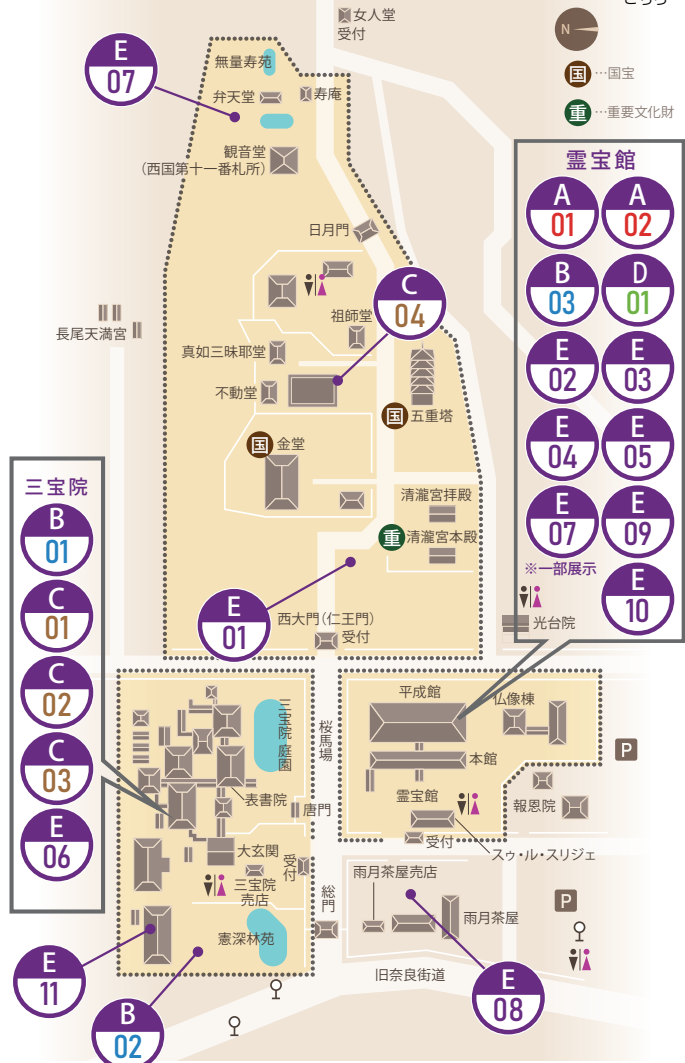 こちら
女人堂
受付
N
国…国宝
重…重要文化財
E
07
無量寿苑
弁天堂
寿庵
観音堂
(西国第十一番札所)
日月門
霊宝館
A
01
A
02
B
03
D
01
E
02
E
03
E
04
E
05
E
07
E
09
※一部展示
E
10
光台院
C
04
祖師堂
長尾天満宮
真如三昧耶堂
不動堂
国 五重塔
国 金堂
清瀧宮拝殿
重 清瀧宮本殿
三宝院
B
01
C
01
C
02
C
03
E
06
E
01
西大門(仁王門)
受付
三宝院 庭園
桜馬場
平成館
仏像棟
本館
P
表書院
唐門
霊宝館
報恩院
受付
スゥ・ル・スリジェ
大玄関
受付
三宝院
売店
総門
雨月茶屋売店
雨月茶屋
P
憲深林苑
旧奈良街道
E
11
B
02
E
08